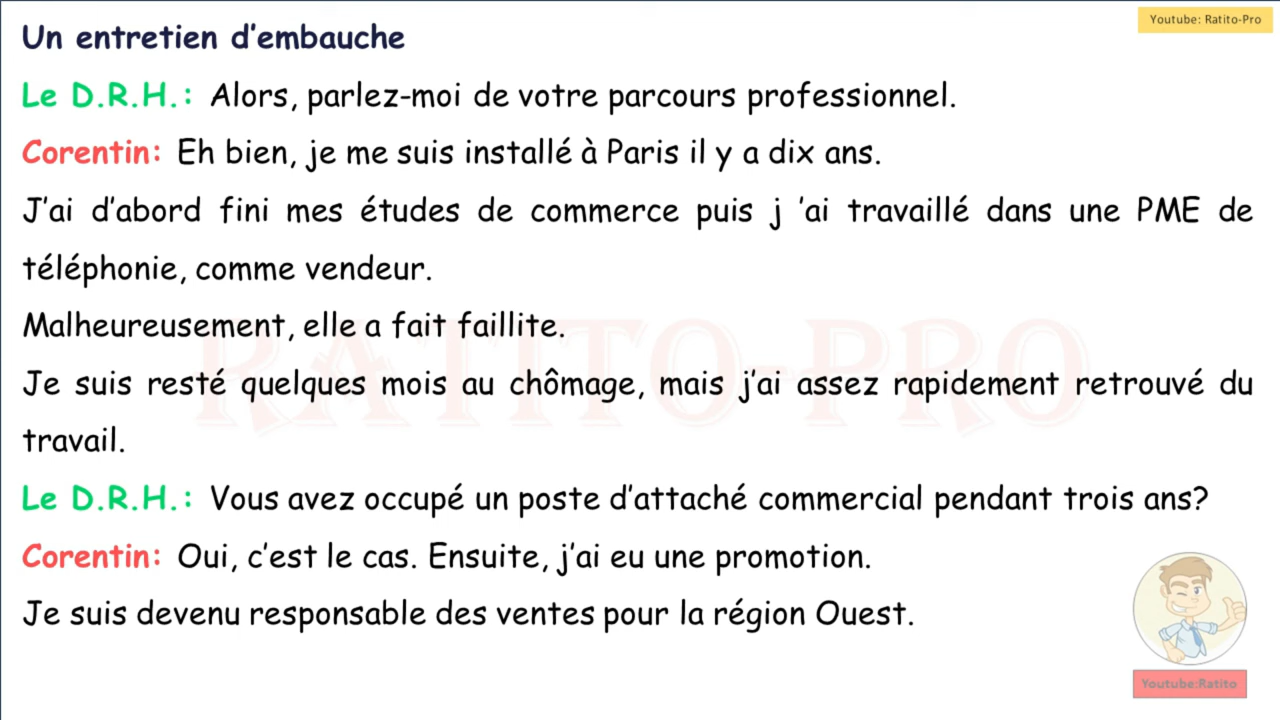 Youtube: Ratito-Pro
Un entretien d’embauche
Le D.R.H.: Alors, parlez-moi de votre parcours professionnel.
Corentin: Eh bien, je me suis installé à Paris il y a dix ans.
J’ai d’abord fini mes études de commerce puis j ’ai travaillé dans une PME de
téléphonie, comme vendeur.
Malheureusement, elle a fait faillite.
RATITO-PRO
Je suis resté quelques mois au chômage, mais j’ai assez rapidement retrouvé du
travail.
Le D.R.H.: Vous avez occupé un poste d’attaché commercial pendant trois ans?
Corentin: Oui, c’est le cas. Ensuite, j’ai eu une promotion.
Je suis devenu responsable des ventes pour la région Ouest.
Youtube:Ratito